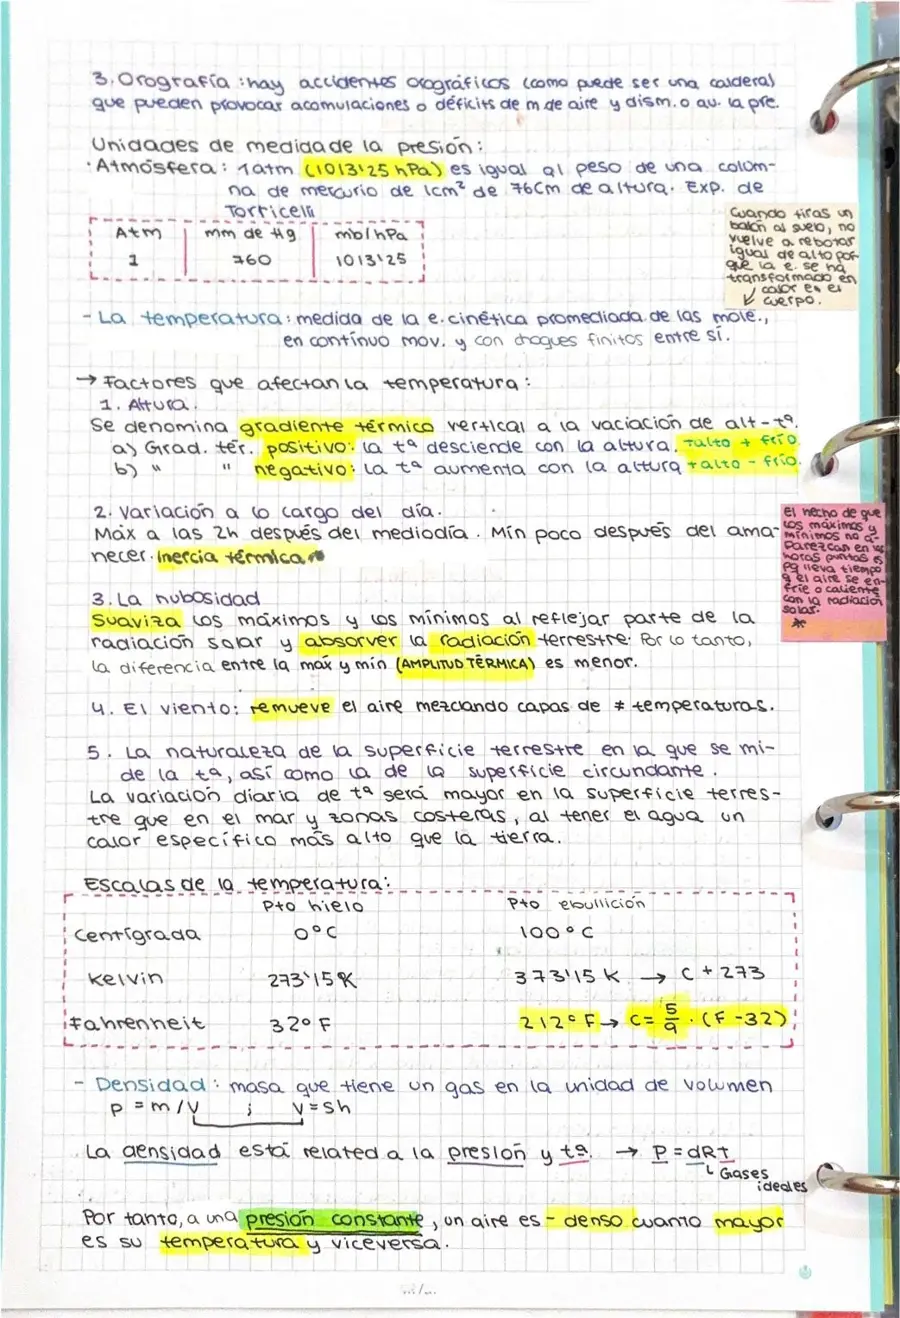 3. Orografía: hay accidentes orográficos (como puede ser una caldera)
que pueden provocar acomulaciones o déficits de m de aire y dism. o au. la pre.
Unidades de medida de la presión:
· Atmósfera: 1 atm (1013'25 hPa) es igual al peso de una colum-
na de mercurio de 1cm² de 76cm de altura. Exp. de
Torricelli
Atm mm de Hg mb/hPa
1 760 1013'25
Cuando tiras un
balón al suelo, no
vuelve a rebotar
igual de alto por
que la e. se ha
transformado en
calor en el
cuerpo.
- La temperatura: medida de la e. cinética promediada de las mole.,
en contínuo mov. y con choques finitos entre sí.
→ Factores que afectan la temperatura:
1. Altura.
Se denomina gradiente térmico vertical a la vaciación de alt-tª.
a) Grad. tér. positivo: la tª desciende con la altura. +alto + frío
b) " " negativo: la tª aumenta con la altura +alto - frío.
2. Variación a lo cargo del día.
Máx a las 2h después del mediodía. Mín poco después del ama-
necer. Inercia térmica *
el hecho de que
los máximos y
mínimos no a-
parezcan en las
horas puntas es
pq lleva tiempo
q el aire se en-
fríe o caliente
con la radiación
solar.
*
3. La nubosidad
Suaviza los máximos y los mínimos al reflejar parte de la
radiación solar y absorver la radiación terrestre. Por lo tanto,
la diferencia entre la máx y mín (AMPLITUD TÉRMICA) es menor.
4. El viento: remueve el aire mezclando capas de ≠ temperaturas.
5. La naturaleza de la superficie terrestre en la que se mi-
de la tª, así como la de la superficie circundante.
La variación diaria de tª será mayor en la superficie terres-
tre que en el mar y zonas costeras, al tener el agua un
calor específico más alto que la tierra.
Escalas de la temperatura:
Pto hielo Pto ebullición
Centígrada 0°C 100°C
Kelvin 273'15 K 373'15 K → C + 273
Fahrenheit 32°F 212°F → C = 5/9 · (F - 32)
- Densidad: masa que tiene un gas en la unidad de volumen
p = m/V ; V = sh
La densidad está related a la presión y tª. → P = dRt
Gases
ideales
Por tanto, a una presión constante, un aire es - denso cuanto mayor
es su temperatura y viceversa.